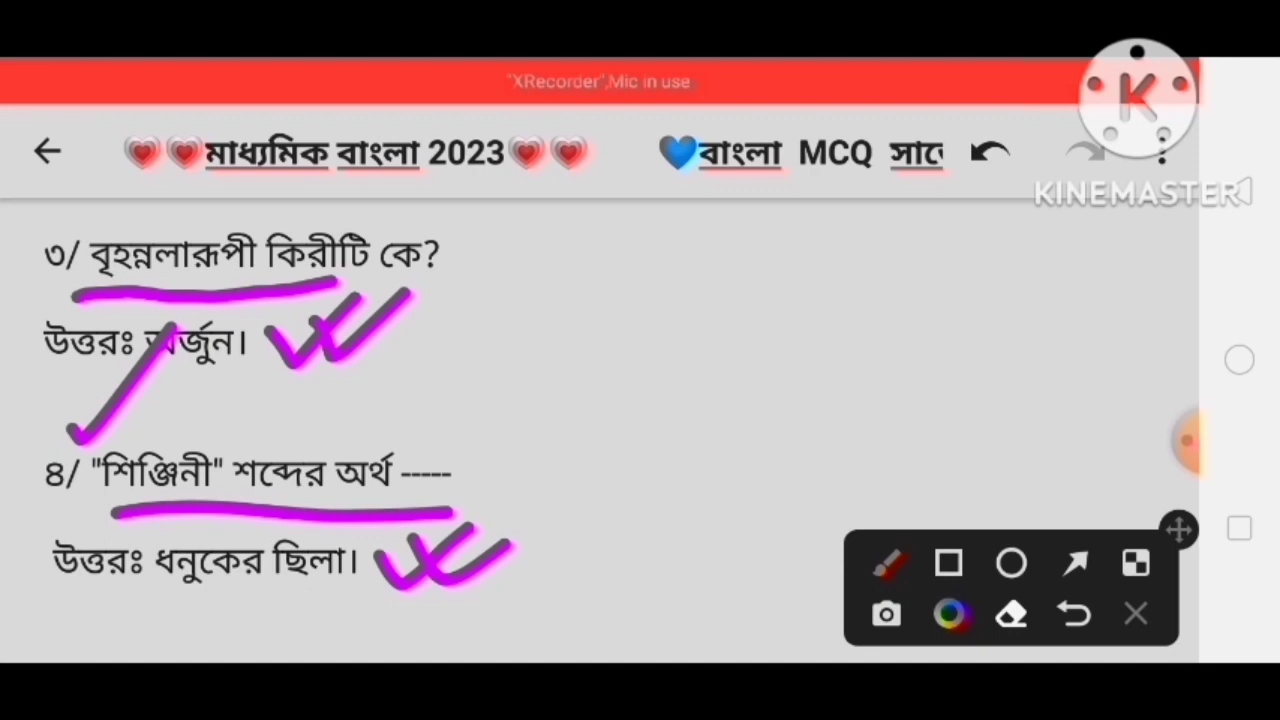 "XRecorder",Mic in use
মাধ্যমিক বাংলা 2023 বাংলা MCQ সাজে
KINEMASTER
৩/ বৃহন্নলারূপী কিরীটি কে?
উত্তরঃ অর্জুন।
৪/ "শিঞ্জিনী" শব্দের অর্থ -----
উত্তরঃ ধনুকের ছিলা।